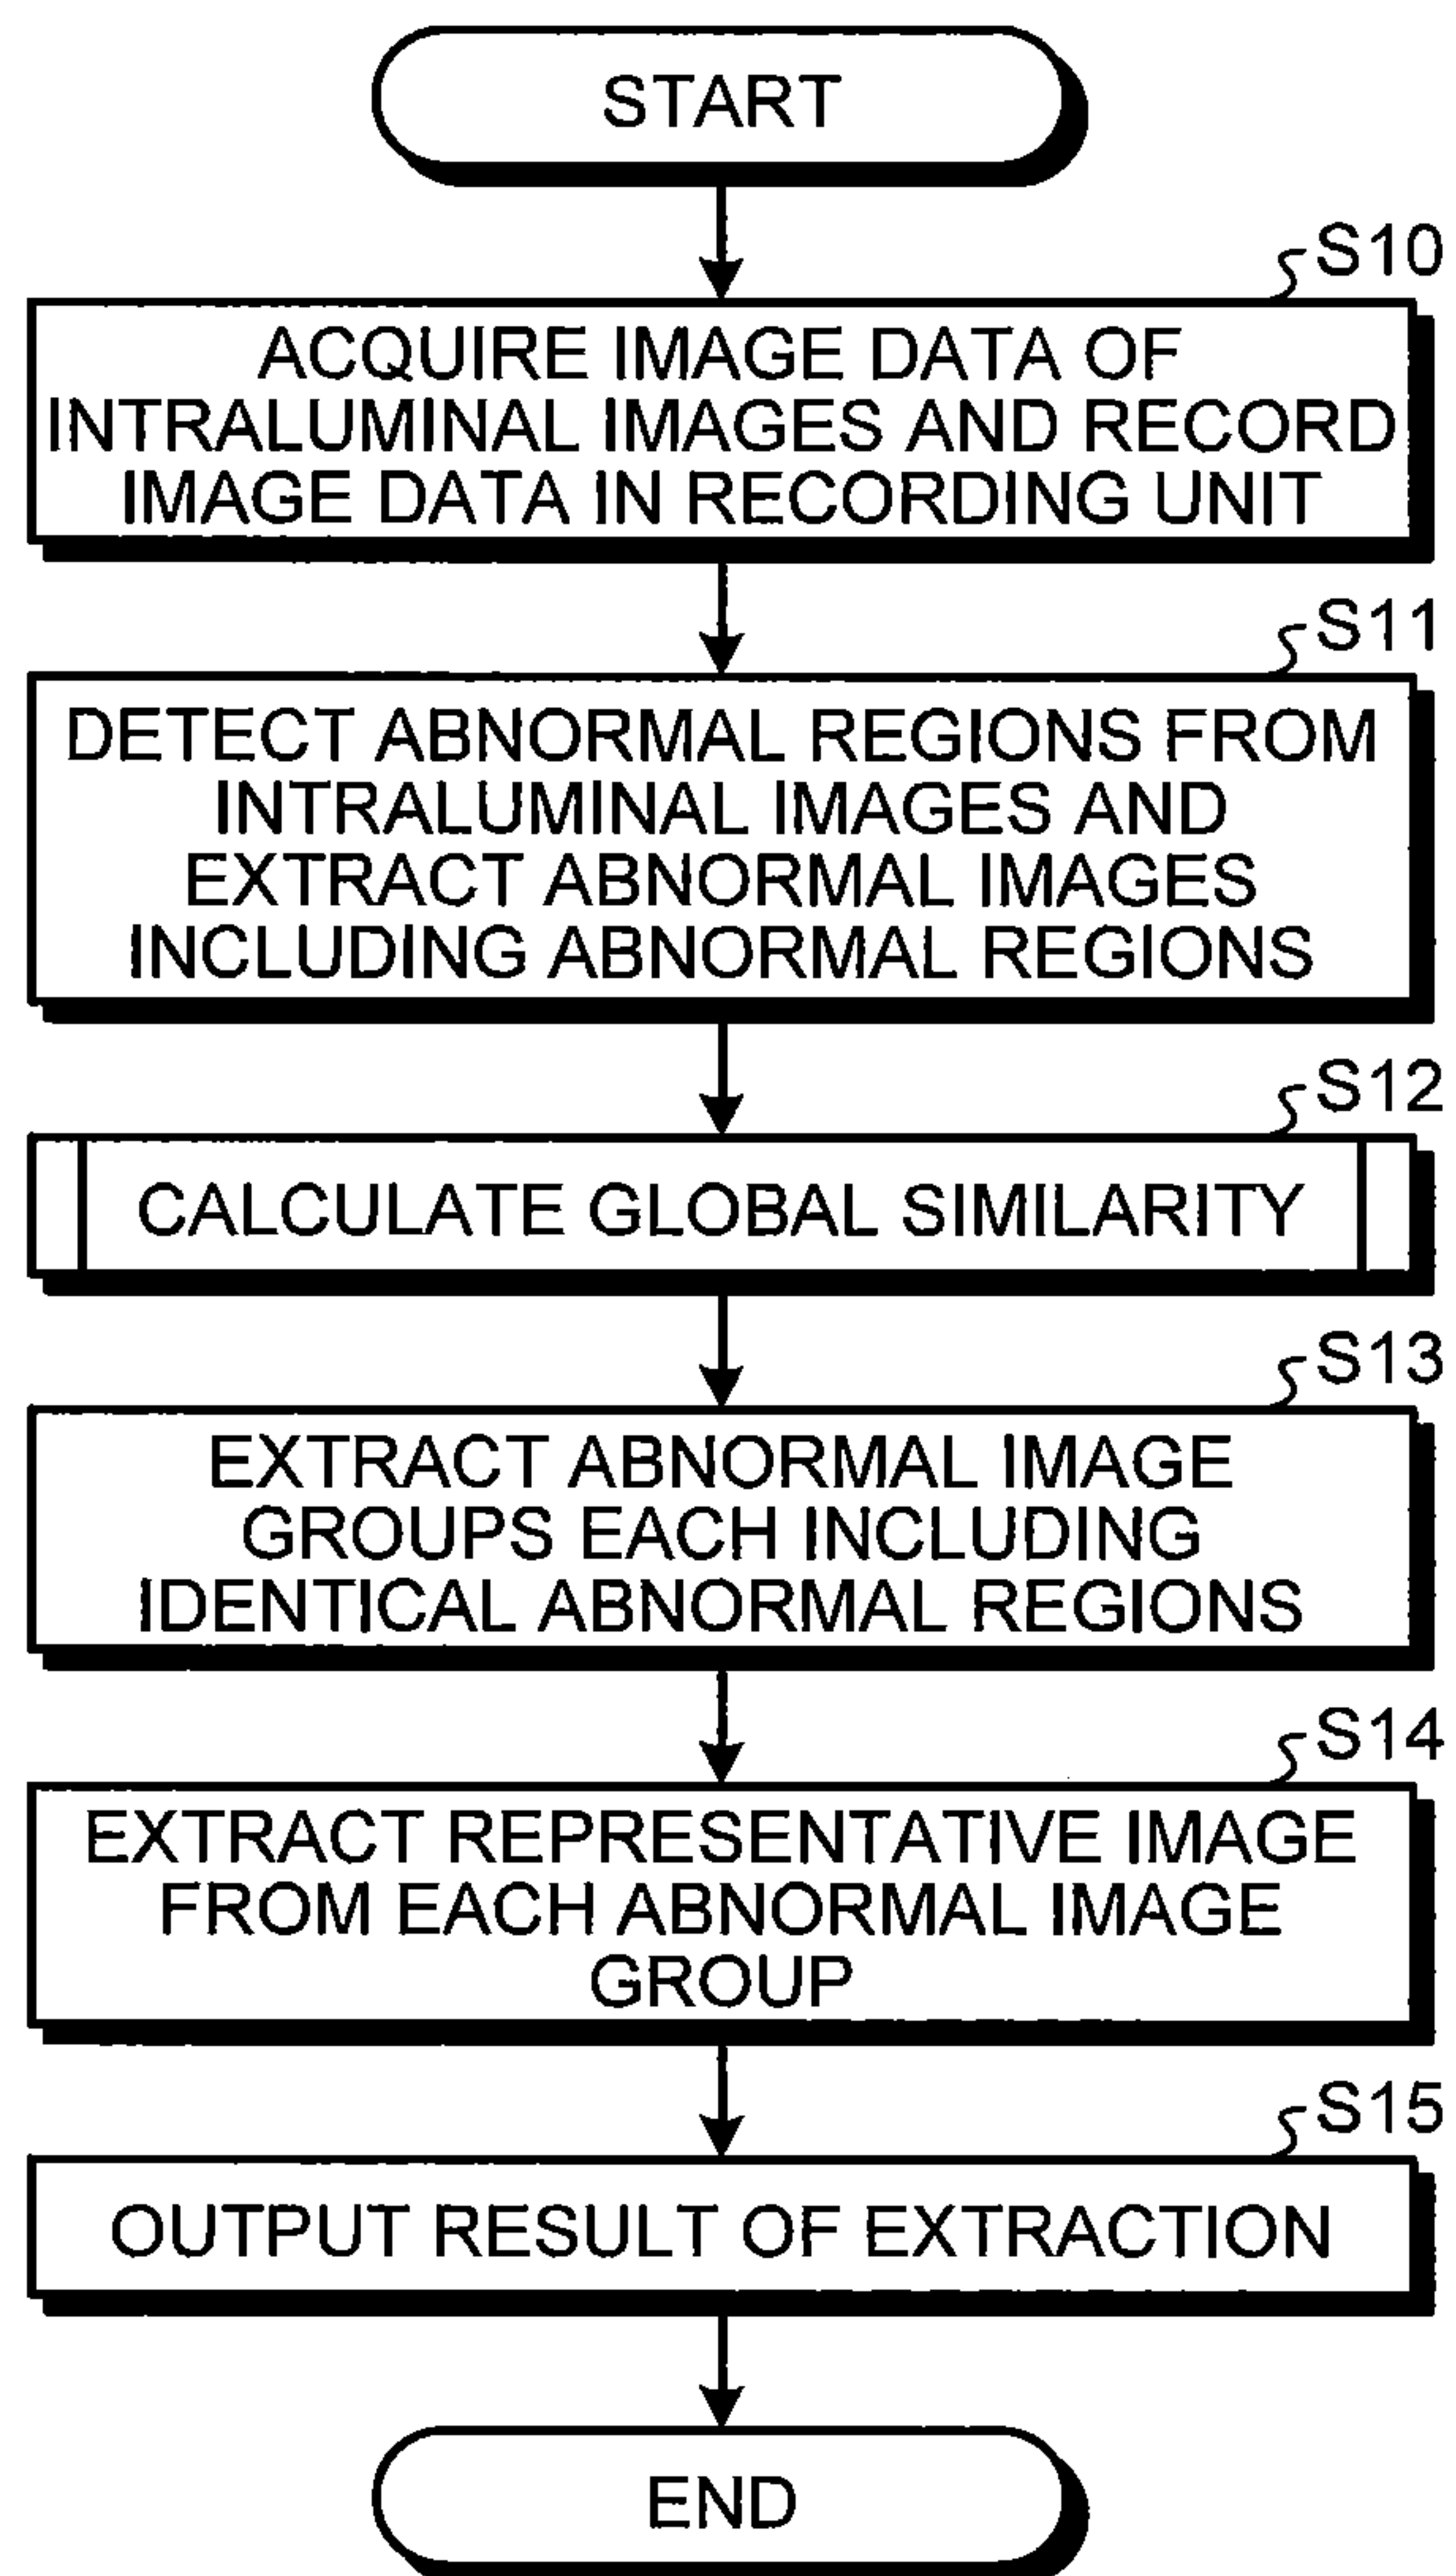 START
S10
ACQUIRE IMAGE DATA OF
INTRALUMINAL IMAGES AND RECORD
IMAGE DATA IN RECORDING UNIT
S11
DETECT ABNORMAL REGIONS FROM
INTRALUMINAL IMAGES AND
EXTRACT ABNORMAL IMAGES
INCLUDING ABNORMAL REGIONS
S12
CALCULATE GLOBAL SIMILARITY
S13
EXTRACT ABNORMAL IMAGE
GROUPS EACH INCLUDING
IDENTICAL ABNORMAL REGIONS
S14
EXTRACT REPRESENTATIVE IMAGE
FROM EACH ABNORMAL IMAGE
GROUP
S15
OUTPUT RESULT OF EXTRACTION
END